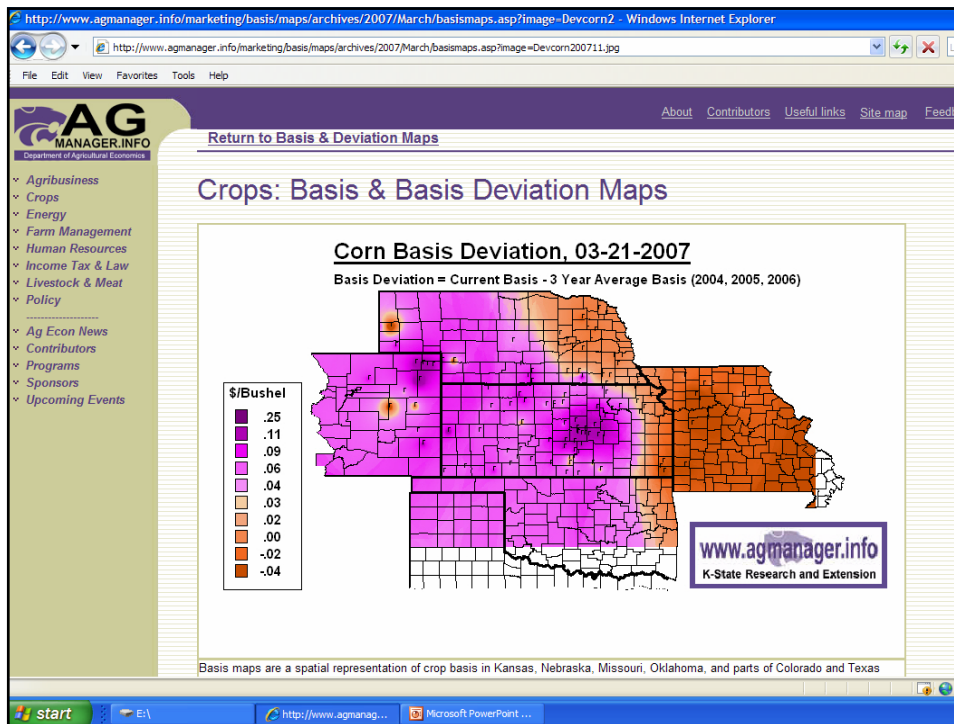 http://www.agmanager.info/marketing/basis/maps/archives/2007/March/basismaps.asp?image=Devcorn2 - Windows Internet Explorer
http://www.agmanager.info/marketing/basis/maps/archives/2007/March/basismaps.asp?image=Devcorn200711.jpg
File Edit View Favorites Tools Help
AG
MANAGER.INFO
Department of Agricultural Economics
About Contributors Useful links Site map Feed
Return to Basis & Deviation Maps
Agribusiness
Crops
Energy
Farm Management
Human Resources
Income Tax & Law
Livestock & Meat
Policy
--------------------
Ag Econ News
Contributors
Programs
Sponsors
Upcoming Events
Crops: Basis & Basis Deviation Maps
Corn Basis Deviation, 03-21-2007
Basis Deviation = Current Basis - 3 Year Average Basis (2004, 2005, 2006)
$/Bushel
.25
.11
.09
.06
.04
.03
.02
.00
-.02
-.04
www.agmanager.info
K-State Research and Extension
Basis maps are a spatial representation of crop basis in Kansas, Nebraska, Missouri, Oklahoma, and parts of Colorado and Texas
start E:\ http://www.agmanag... Microsoft PowerPoint ...